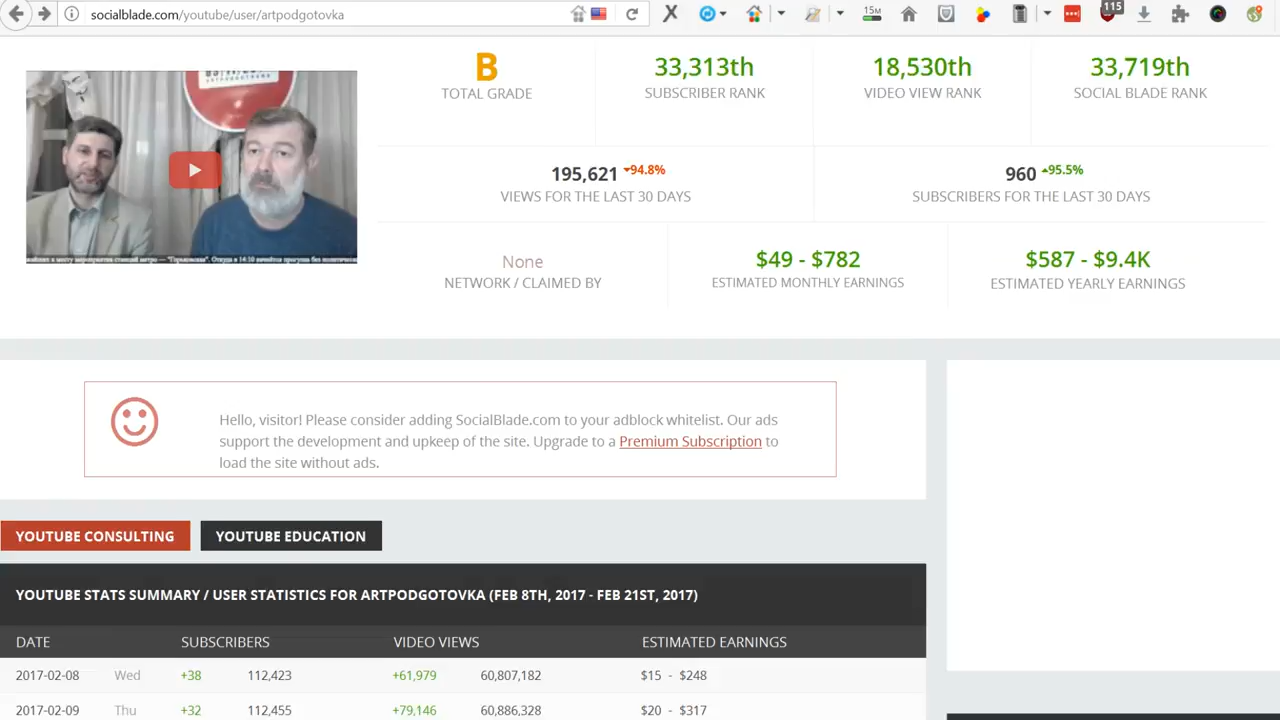 socialblade.com/youtube/user/artpodgotovka
15M
115
B
TOTAL GRADE
33,313th
SUBSCRIBER RANK
18,530th
VIDEO VIEW RANK
33,719th
SOCIAL BLADE RANK
195,621 94.8%
VIEWS FOR THE LAST 30 DAYS
960 95.5%
SUBSCRIBERS FOR THE LAST 30 DAYS
None
NETWORK / CLAIMED BY
$49 - $782
ESTIMATED MONTHLY EARNINGS
$587 - $9.4K
ESTIMATED YEARLY EARNINGS
Hello, visitor! Please consider adding SocialBlade.com to your adblock whitelist. Our ads
support the development and upkeep of the site. Upgrade to a Premium Subscription to
load the site without ads.
YOUTUBE CONSULTING YOUTUBE EDUCATION
YOUTUBE STATS SUMMARY / USER STATISTICS FOR ARTPODGOTOVKA (FEB 8TH, 2017 - FEB 21ST, 2017)
DATE SUBSCRIBERS VIDEO VIEWS ESTIMATED EARNINGS
2017-02-08 Wed +38 112,423 +61,979 60,807,182 $15 - $248
2017-02-09 Thu +32 112,455 +79,146 60,886,328 $20 - $317